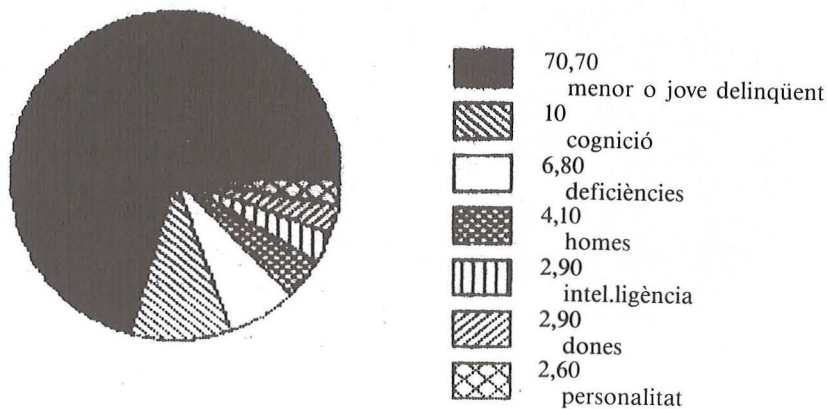 70,70
menor o jove delinqüent
10
cognició
6,80
deficiències
4,10
homes
2,90
intel.ligència
2,90
dones
2,60
personalitat